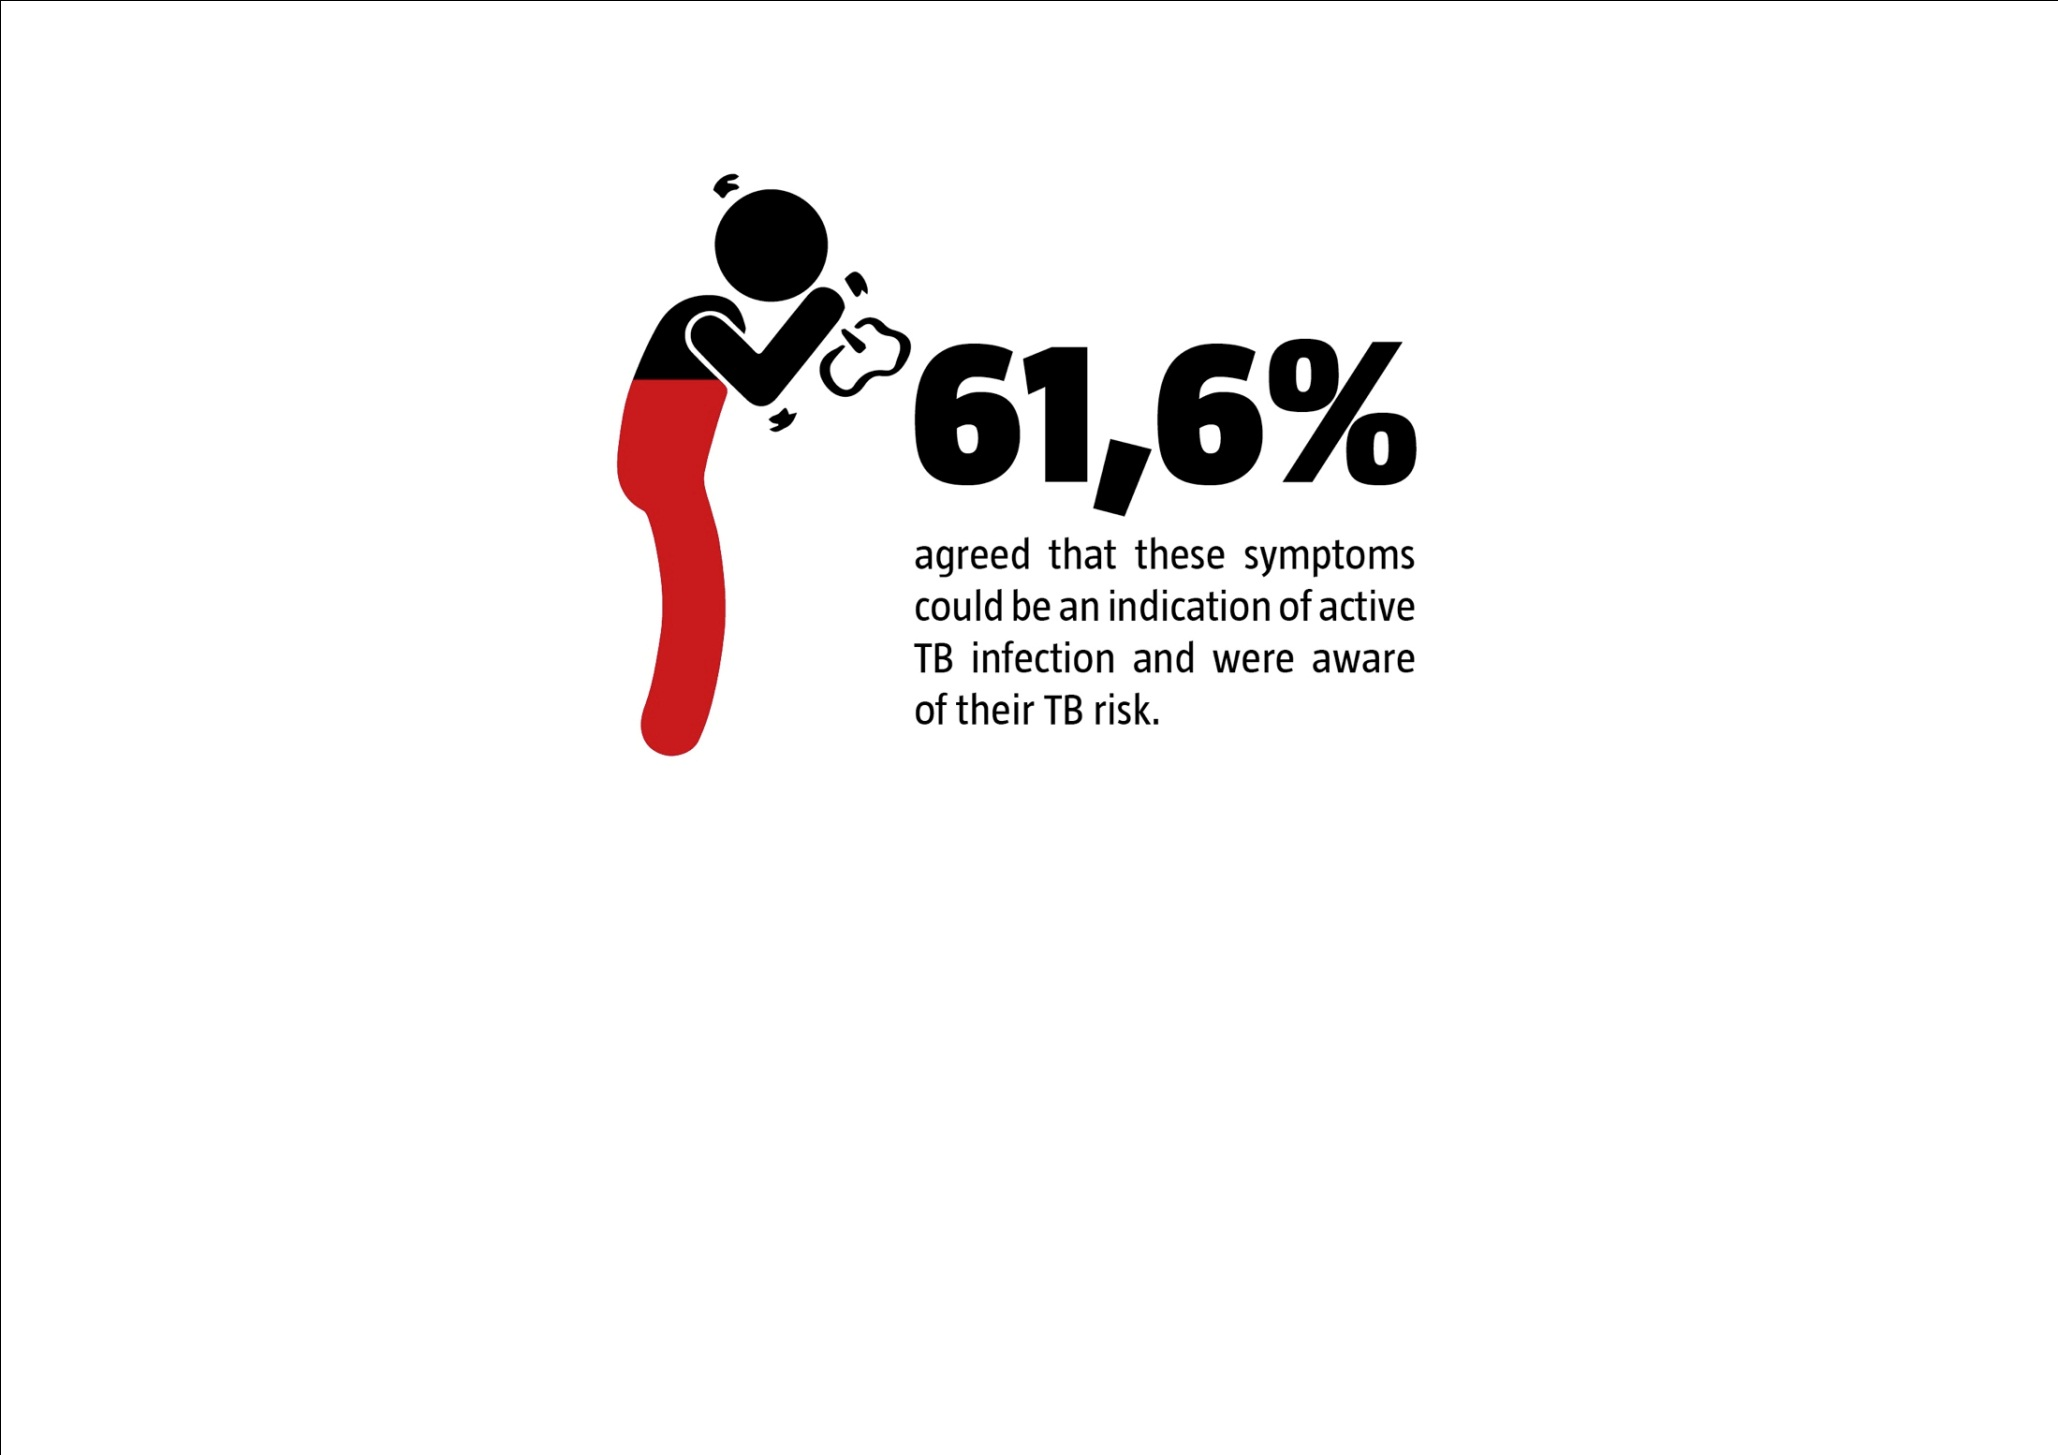 61,6%
agreed that these symptoms
could be an indication of active
TB infection and were aware
of their TB risk.